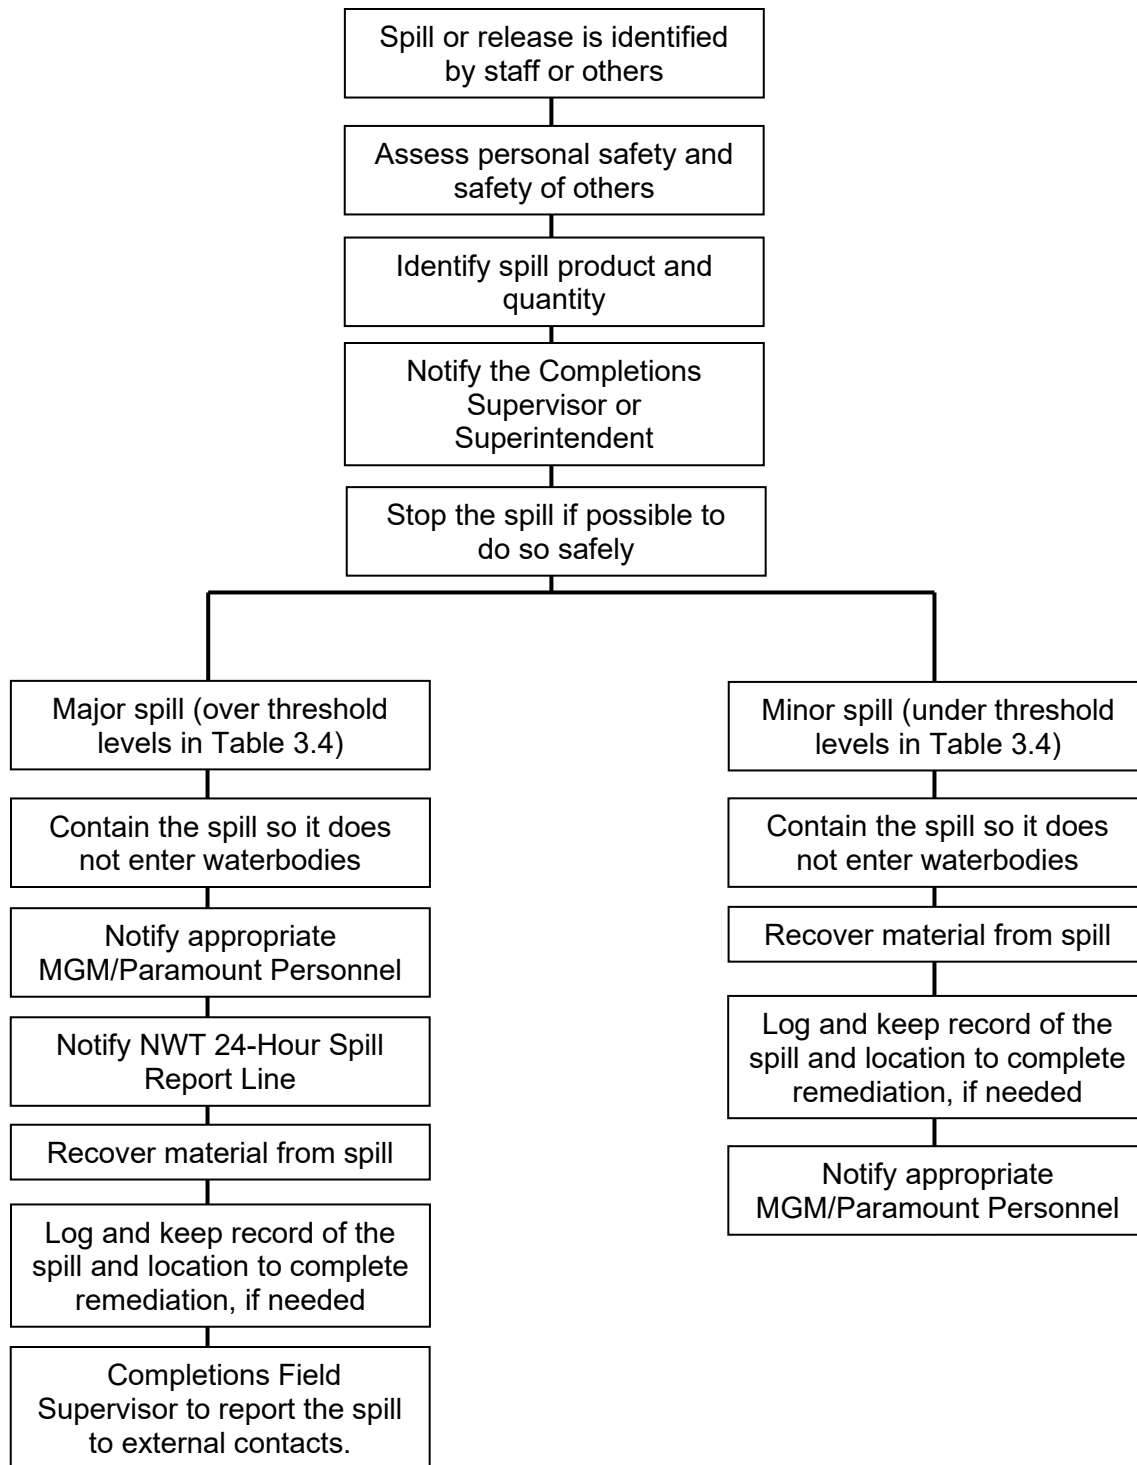 Spill or release is identified
by staff or others
Assess personal safety and
safety of others
Identify spill product and
quantity
Notify the Completions
Supervisor or
Superintendent
Stop the spill if possible to
do so safely
Major spill (over threshold
levels in Table 3.4)
Contain the spill so it does
not enter waterbodies
Notify appropriate
MGM/Paramount Personnel
Notify NWT 24-Hour Spill
Report Line
Recover material from spill
Log and keep record of the
spill and location to complete
remediation, if needed
Completions Field
Supervisor to report the spill
to external contacts.
Minor spill (under threshold
levels in Table 3.4)
Contain the spill so it does
not enter waterbodies
Recover material from spill
Log and keep record of the
spill and location to complete
remediation, if needed
Notify appropriate
MGM/Paramount Personnel